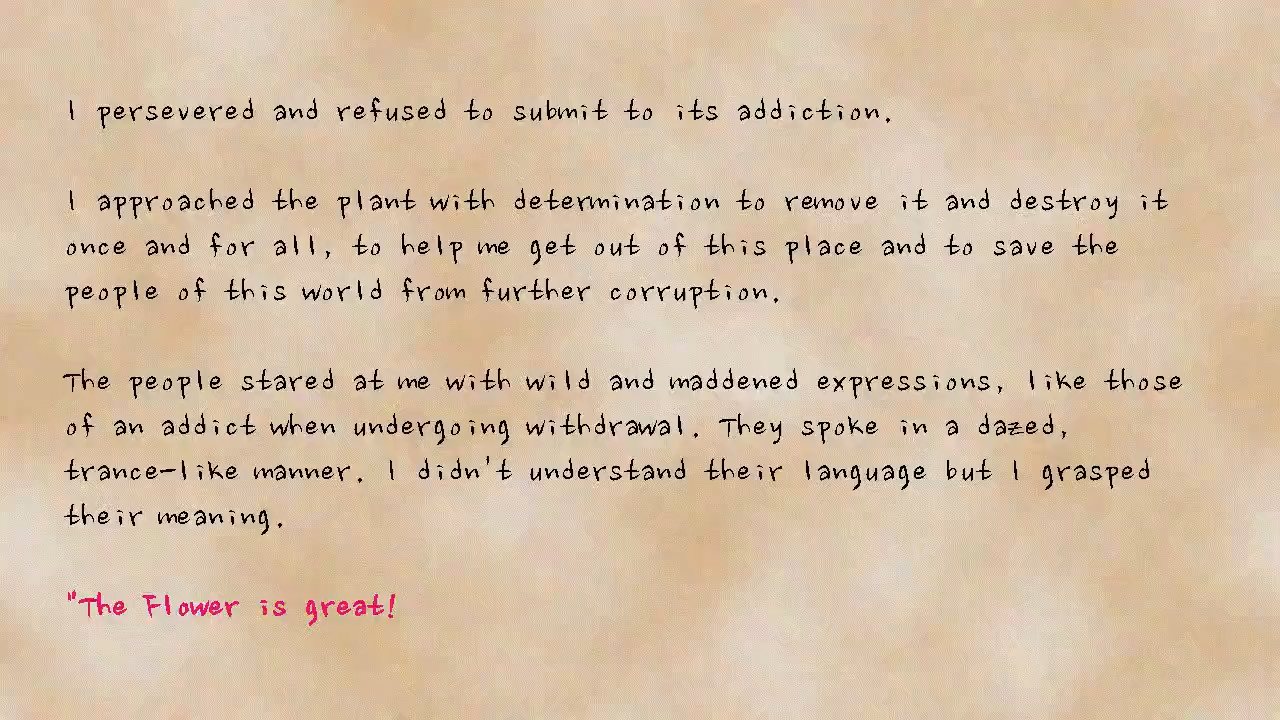 I persevered and refused to submit to its addiction.
I approached the plant with determination to remove it and destroy it
once and for all, to help me get out of this place and to save the
people of this world from further corruption.
The people stared at me with wild and maddened expressions, like those
of an addict when undergoing withdrawal. They spoke in a dazed,
trance-like manner. I didn't understand their language but I grasped
their meaning.
"The Flower is great!